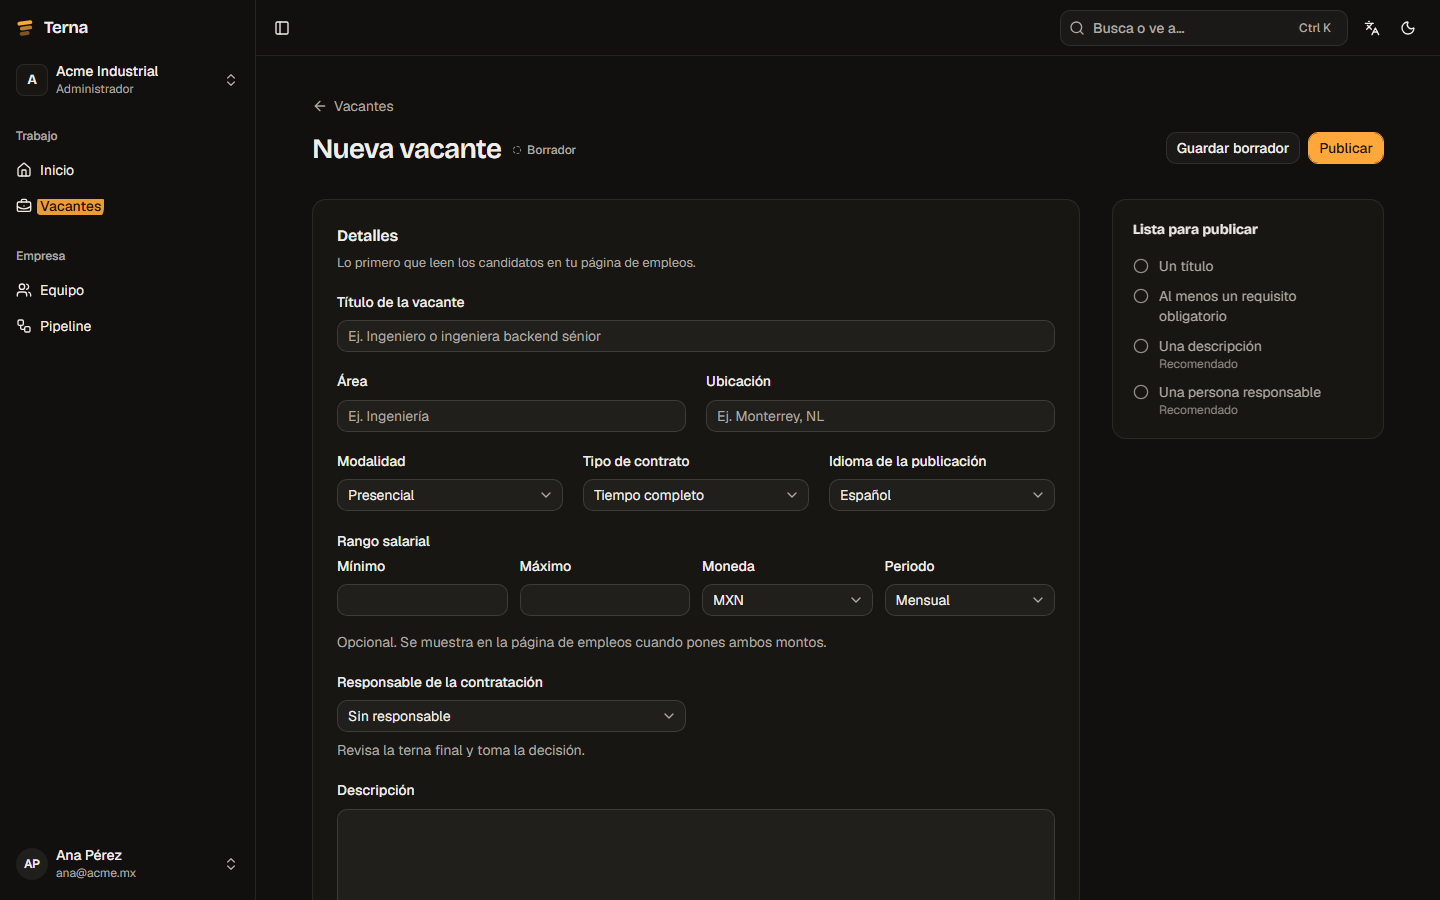 Terna
A
Acme Industrial
Administrador
Trabajo
Inicio
Vacantes
Empresa
Equipo
Pipeline
AP
Ana Pérez
ana@acme.mx
Busca o ve a...
Ctrl K
Vacantes
Nueva vacante
Borrador
Guardar borrador
Publicar
Detalles
Lo primero que leen los candidatos en tu página de empleos.
Título de la vacante
Ej. Ingeniero o ingeniera backend sénior
Área
Ubicación
Ej. Ingeniería
Ej. Monterrey, NL
Modalidad
Tipo de contrato
Idioma de la publicación
Presencial
Tiempo completo
Español
Rango salarial
Mínimo
Máximo
Moneda
Periodo
MXN
Mensual
Opcional. Se muestra en la página de empleos cuando pones ambos montos.
Responsable de la contratación
Sin responsable
Revisa la terna final y toma la decisión.
Descripción
Lista para publicar
Un título
Al menos un requisito
obligatorio
Una descripción
Recomendado
Una persona responsable
Recomendado